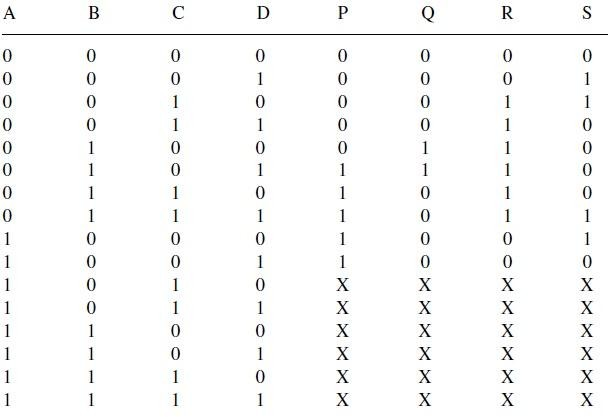 A B C D P Q R S
0 0 0 0 0 0 0 0
0 0 0 1 0 0 0 1
0 0 1 0 0 0 1 1
0 0 1 1 0 0 1 0
0 1 0 0 0 1 1 0
0 1 0 1 1 1 1 0
0 1 1 0 1 0 1 0
0 1 1 1 1 0 1 1
1 0 0 0 1 0 0 1
1 0 0 1 1 0 0 0
1 0 1 0 X X X X
1 0 1 1 X X X X
1 1 0 0 X X X X
1 1 0 1 X X X X
1 1 1 0 X X X X
1 1 1 1 X X X X